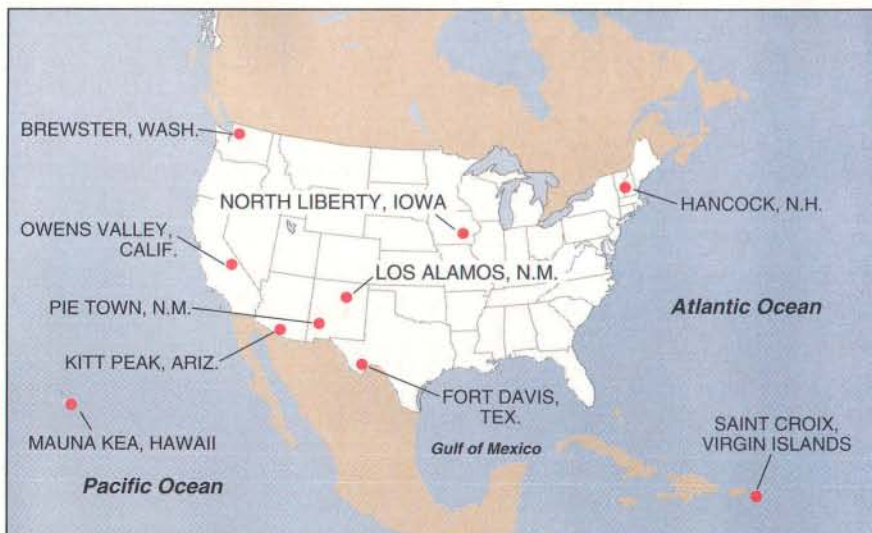 BREWSTER, WASH.
NORTH LIBERTY, IOWA
HANCOCK, N.H.
OWENS VALLEY,
CALIF.
LOS ALAMOS, N.M.
PIE TOWN, N.M.
Atlantic Ocean
KITT PEAK, ARIZ.
FORT DAVIS,
TEX.
SAINT CROIX,
VIRGIN ISLANDS
MAUNA KEA, HAWAII
Gulf of Mexico
Pacific Ocean